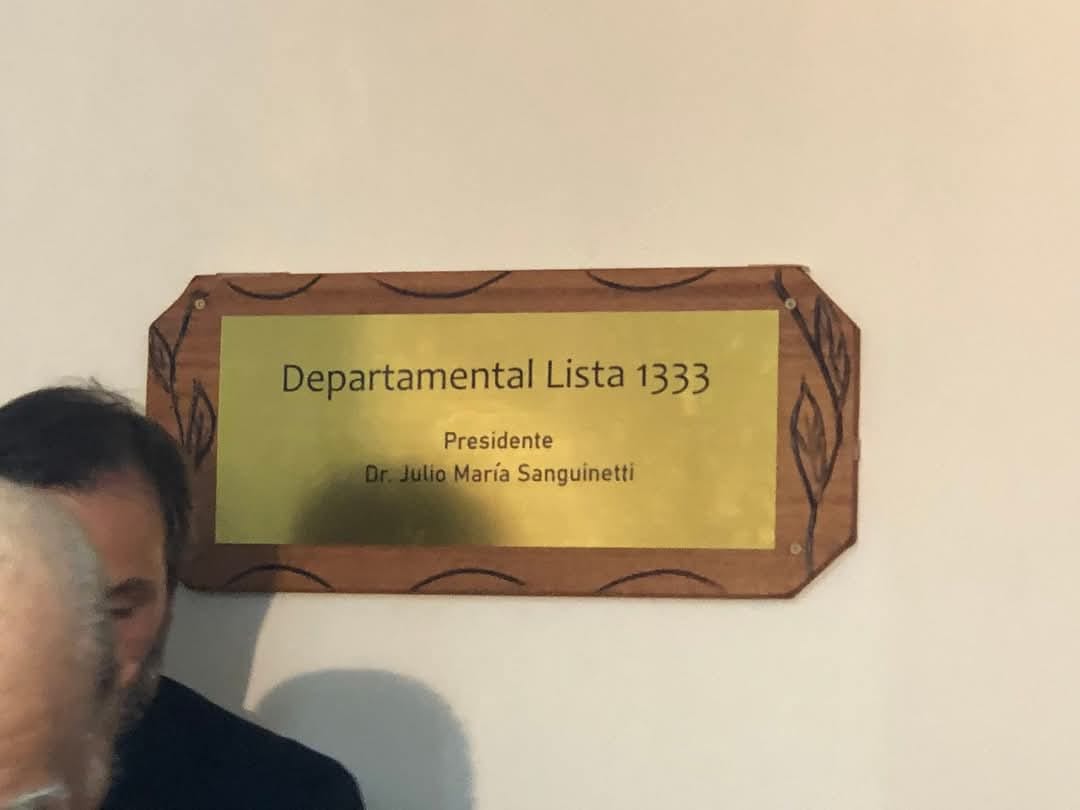 Departamental Lista 1333
Presidente
Dr. Julio María Sanguinetti